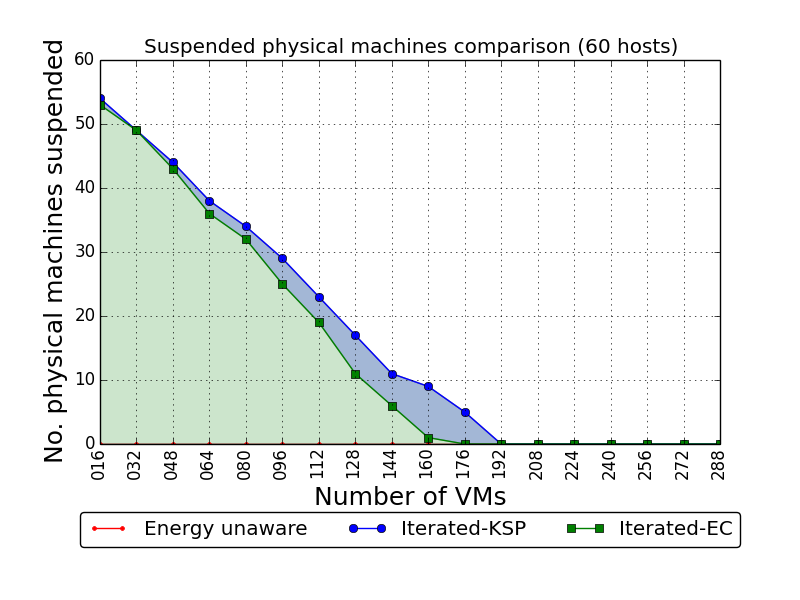 Suspended physical machines comparison (60 hosts)
No. physical machines suspended
60
50
40
30
20
10
0
016 032 048 064 080 096 112 128 144 160 176 192 208 224 240 256 272 288
Number of VMs
Energy unaware Iterated-KSP Iterated-EC